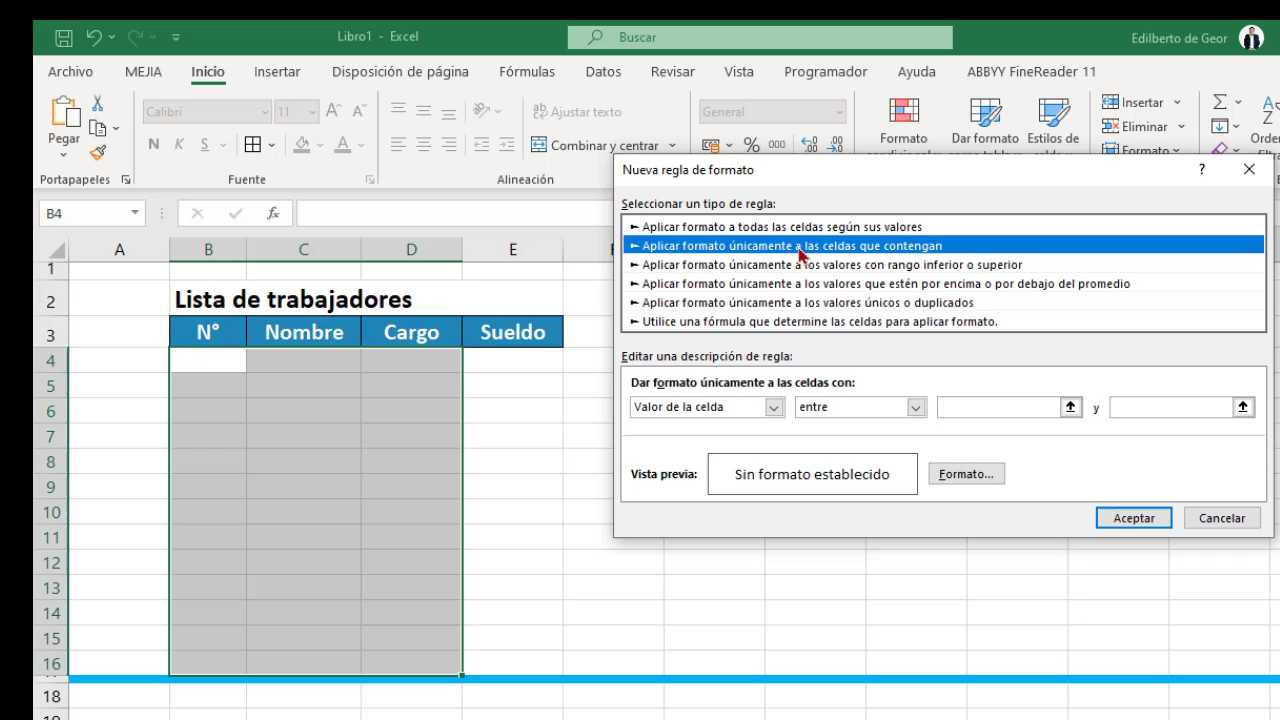 Libro1 - Excel
Buscar
Edilberto de Geor
Archivo MEJIA Inicio Insertar Disposición de página Fórmulas Datos Revisar Vista Programador Ayuda ABBYY FineReader 11
Pegar
Calibri 11
N K S
Ajustar texto
Combinar y centrar
General
% 000
Formato
Dar formato Estilos de
Insertar
Eliminar
Formato
Portapapeles Fuente Alineación
B4 fx
A B C D E
1
2 Lista de trabajadores
3 N° Nombre Cargo Sueldo
4
5
6
7
8
9
10
11
12
13
14
15
16
18
Nueva regla de formato ?
Seleccionar un tipo de regla:
► Aplicar formato a todas las celdas según sus valores
► Aplicar formato únicamente a las celdas que contengan
► Aplicar formato únicamente a los valores con rango inferior o superior
► Aplicar formato únicamente a los valores que estén por encima o por debajo del promedio
► Aplicar formato únicamente a los valores únicos o duplicados
► Utilice una fórmula que determine las celdas para aplicar formato.
Editar una descripción de regla:
Dar formato únicamente a las celdas con:
Valor de la celda entre y
Vista previa: Sin formato establecido Formato...
Aceptar Cancelar